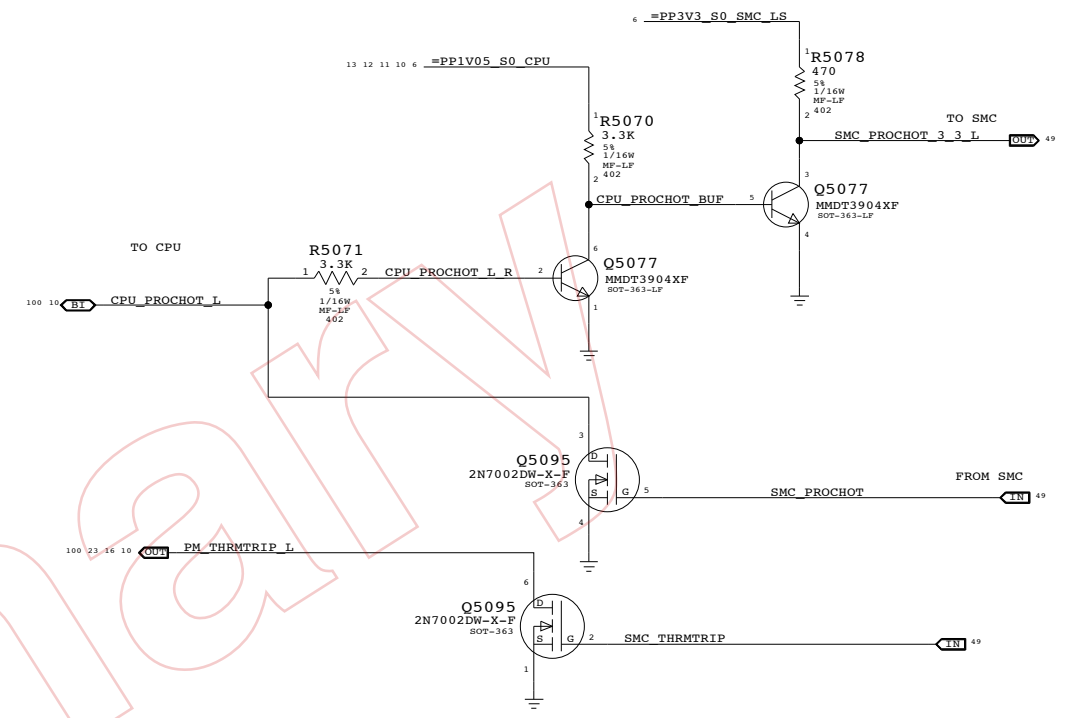 6 =PP3V3_S0_SMC_LS
1 R5078
470
5%
1/16W
MF-LF
402
2
13 12 11 10 6 =PP1V05_S0_CPU
TO SMC
SMC_PROCHOT_3_3_L OUT 49
1 R5070
3.3K
5%
1/16W
MF-LF
402
2
3
Q5077
MMDT3904XF
SOT-363-LF
CPU_PROCHOT_BUF 5
4
TO CPU
R5071
3.3K
1 2 CPU_PROCHOT_L_R 2
5%
1/16W
MF-LF
402
6
Q5077
MMDT3904XF
SOT-363-LF
1
100 10 BI CPU_PROCHOT_L
3
Q5095
2N7002DW-X-F
SOT-363
D
S G 5
4
FROM SMC
SMC_PROCHOT IN 49
100 23 16 10 OUT PM_THRMTRIP_L
6
Q5095
2N7002DW-X-F
SOT-363
D
S G 2
1
SMC_THRMTRIP IN 49
nary